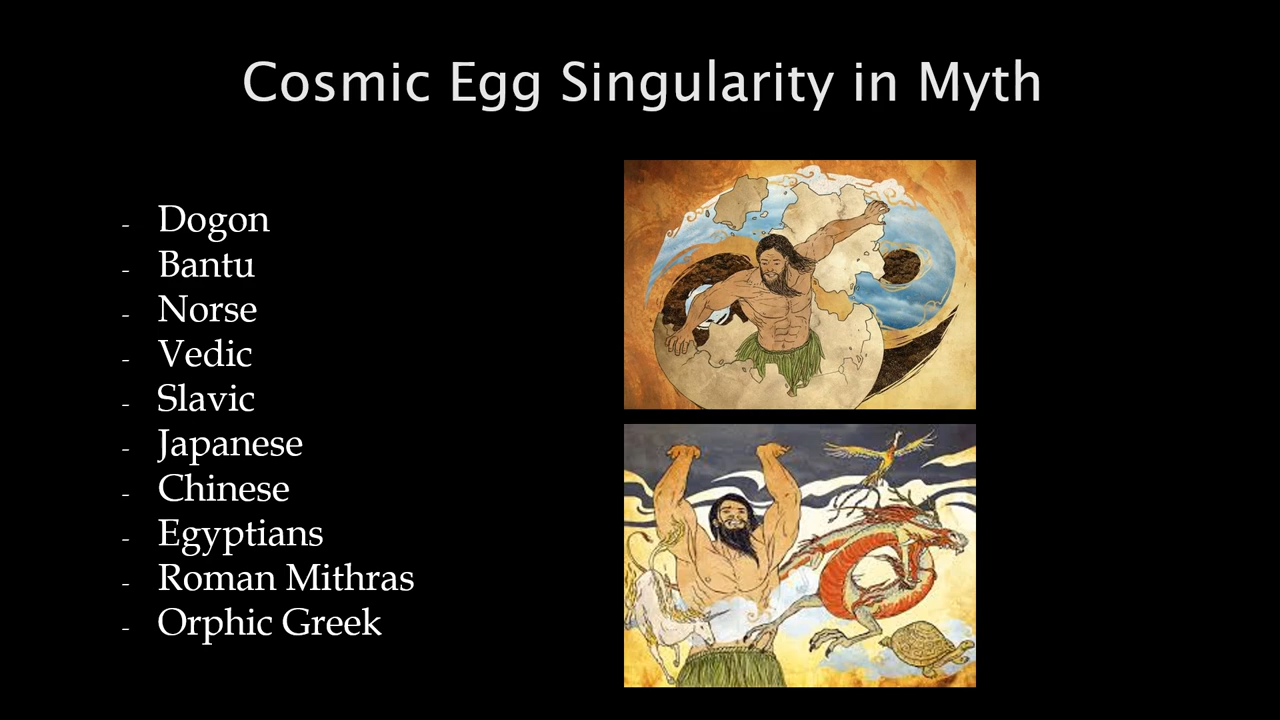 Cosmic Egg Singularity in Myth
- Dogon
- Bantu
- Norse
- Vedic
- Slavic
- Japanese
- Chinese
- Egyptians
- Roman Mithras
- Orphic Greek